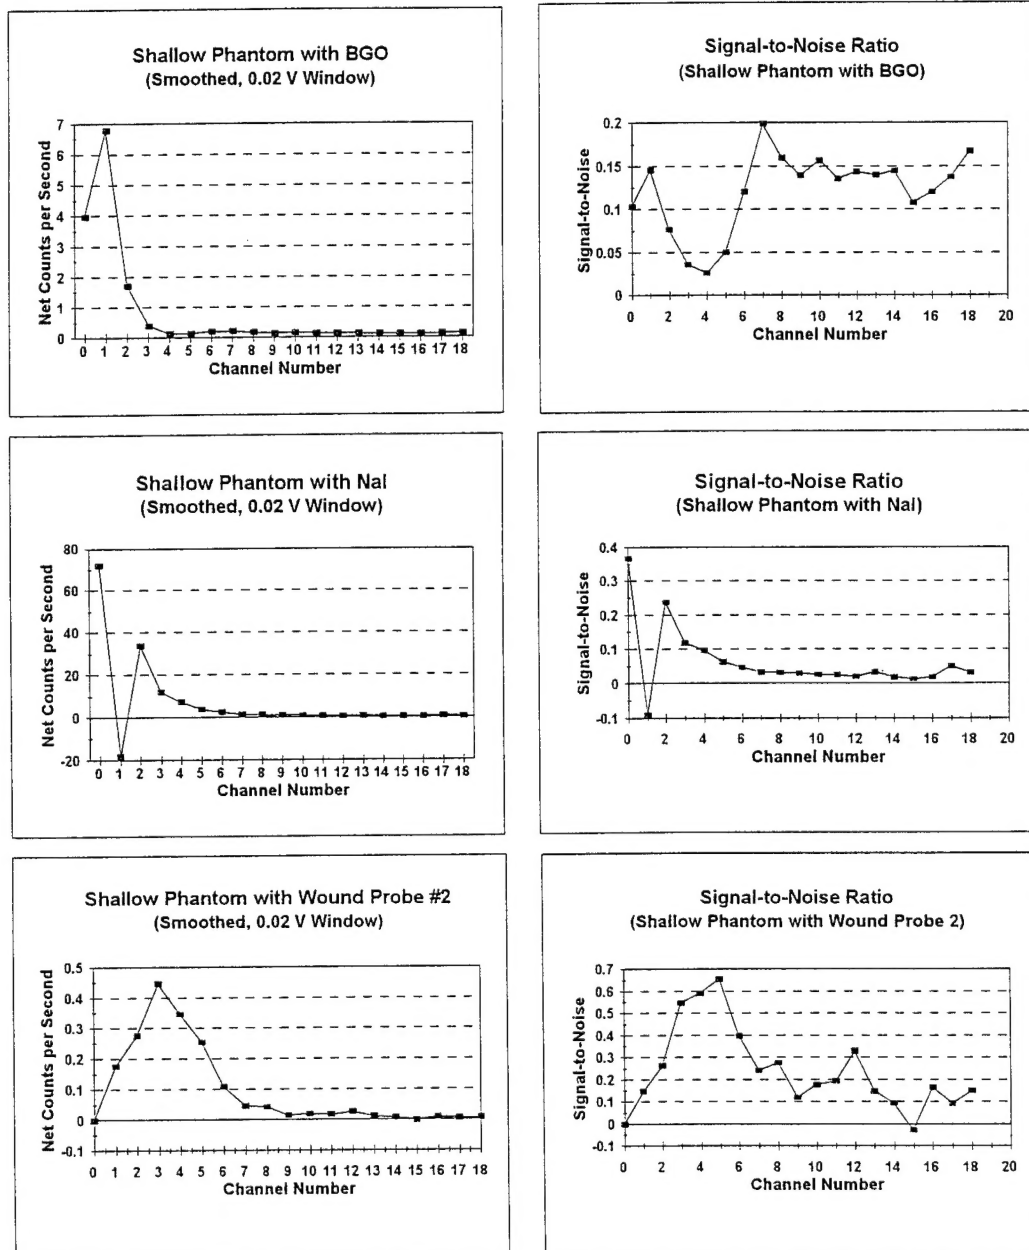 Shallow Phantom with BGO
(Smoothed, 0.02 V Window)
Net Counts per Second
7
6
5
4
3
2
1
0
0 1 2 3 4 5 6 7 8 9 10 11 12 13 14 15 16 17 18
Channel Number
Signal-to-Noise Ratio
(Shallow Phantom with BGO)
Signal-to-Noise
0.2
0.15
0.1
0.05
0
0 2 4 6 8 10 12 14 16 18 20
Channel Number
Shallow Phantom with NaI
(Smoothed, 0.02 V Window)
Net Counts per Second
80
60
40
20
0
-20
0 1 2 3 4 5 6 7 8 9 10 11 12 13 14 15 16 17 18
Channel Number
Signal-to-Noise Ratio
(Shallow Phantom with NaI)
Signal-to-Noise
0.4
0.3
0.2
0.1
0
-0.1
0 2 4 6 8 10 12 14 16 18 20
Channel Number
Shallow Phantom with Wound Probe #2
(Smoothed, 0.02 V Window)
Net Counts per Second
0.5
0.4
0.3
0.2
0.1
0
-0.1
0 1 2 3 4 5 6 7 8 9 10 11 12 13 14 15 16 17 18
Channel Number
Signal-to-Noise Ratio
(Shallow Phantom with Wound Probe 2)
Signal-to-Noise
0.7
0.6
0.5
0.4
0.3
0.2
0.1
0
-0.1
0 2 4 6 8 10 12 14 16 18 20
Channel Number